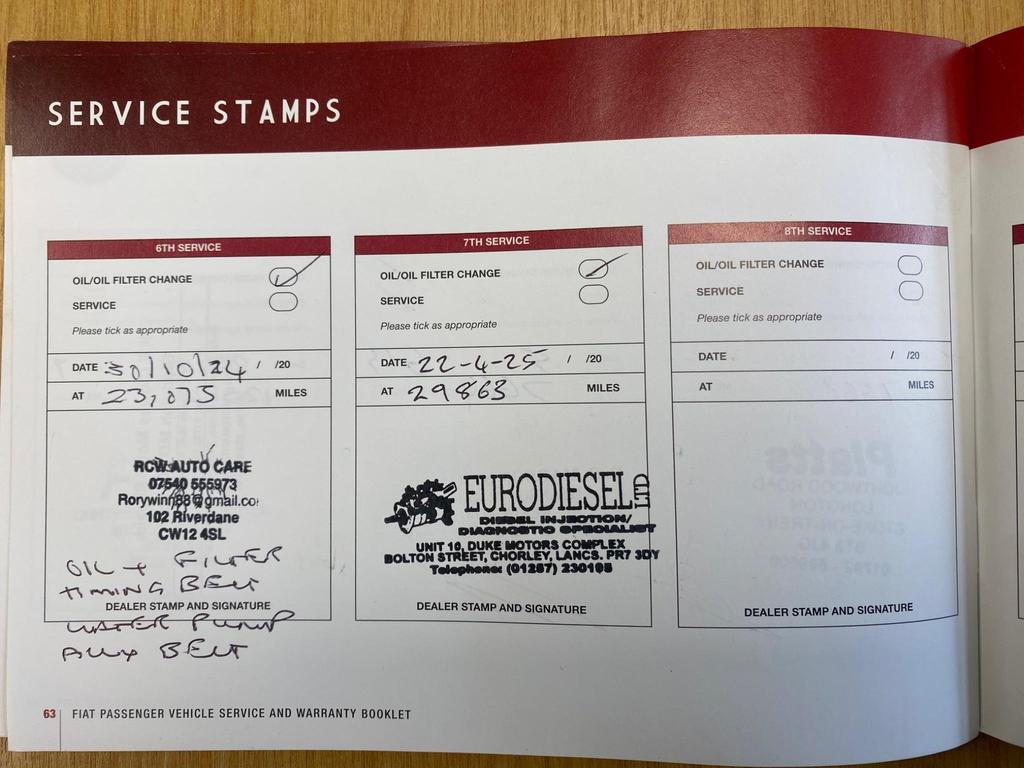 SERVICE STAMPS
6TH SERVICE
OIL/OIL FILTER CHANGE
SERVICE
Please tick as appropriate
DATE 30/10/24 / /20
AT 23,075 MILES
RCW AUTO CARE
07540 555973
Rorywinn88@gmail.co
102 Riverdane
CW12 4SL
OIL + FILTER
TIMING BELT
DEALER STAMP AND SIGNATURE
WATER PUMP
AUX BELT
7TH SERVICE
OIL/OIL FILTER CHANGE
SERVICE
Please tick as appropriate
DATE 22-4-25 / /20
AT 29863 MILES
EURODIESEL LTD
DIESEL INJECTION/
DIAGNOSTIC SPECIALIST
UNIT 10, DUKE MOTORS COMPLEX
BOLTON STREET, CHORLEY, LANCS. PR7 3DY
Telephone: (01257) 230195
DEALER STAMP AND SIGNATURE
8TH SERVICE
OIL/OIL FILTER CHANGE
SERVICE
Please tick as appropriate
DATE / /20
AT MILES
DEALER STAMP AND SIGNATURE
63 FIAT PASSENGER VEHICLE SERVICE AND WARRANTY BOOKLET